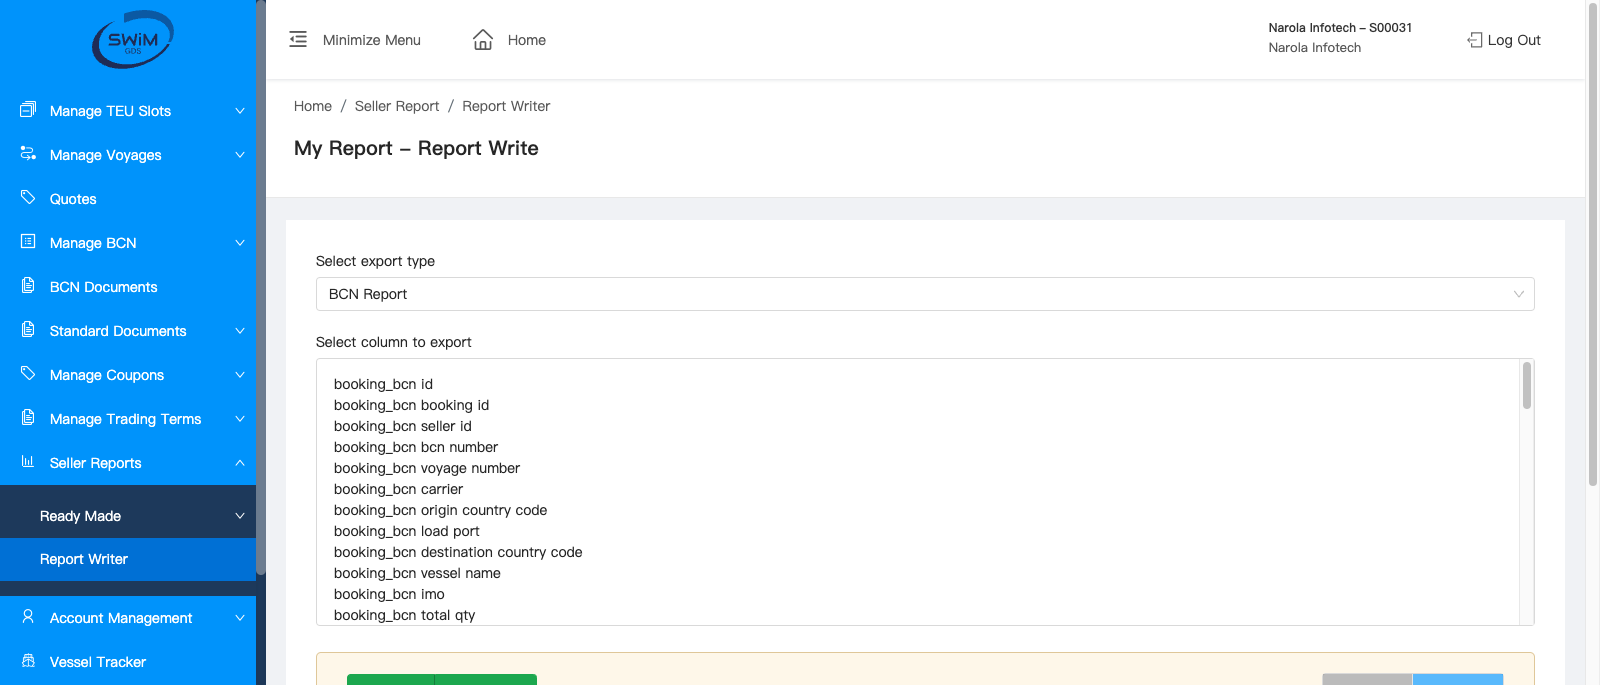 SWiM
GDS
Minimize Menu
Home
Narola Infotech – S00031
Narola Infotech
Log Out
Manage TEU Slots
Manage Voyages
Quotes
Manage BCN
BCN Documents
Standard Documents
Manage Coupons
Manage Trading Terms
Seller Reports
Ready Made
Report Writer
Account Management
Vessel Tracker
Home / Seller Report / Report Writer
My Report – Report Write
Select export type
BCN Report
Select column to export
booking_bcn id
booking_bcn booking id
booking_bcn seller id
booking_bcn bcn number
booking_bcn voyage number
booking_bcn carrier
booking_bcn origin country code
booking_bcn load port
booking_bcn destination country code
booking_bcn vessel name
booking_bcn imo
booking_bcn total qty